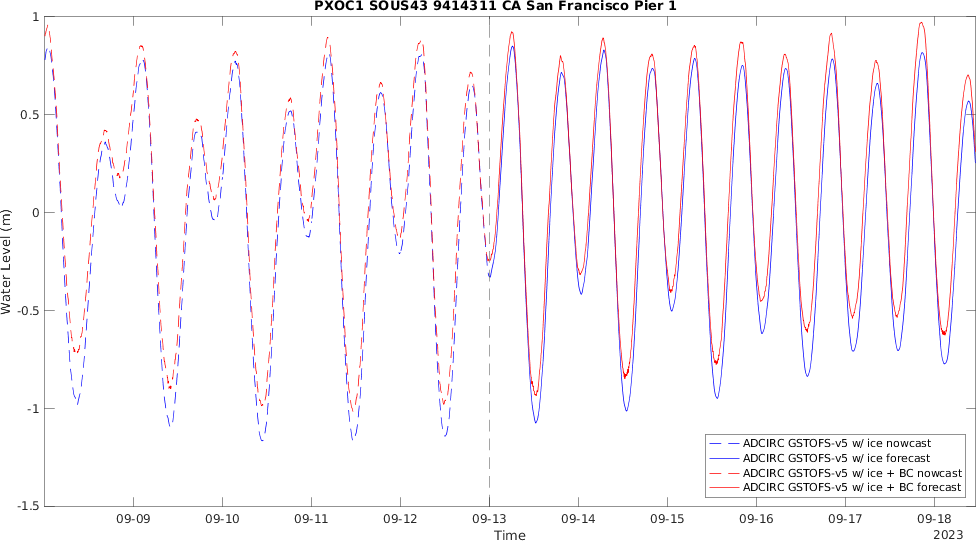 PXOC1 SOUS43 9414311 CA San Francisco Pier 1
1
0.5
0
-0.5
-1
-1.5
Water Level (m)
09-09 09-10 09-11 09-12 09-13 09-14 09-15 09-16 09-17 09-18
2023
Time
ADCIRC GSTOFS-v5 w/ ice nowcast
ADCIRC GSTOFS-v5 w/ ice forecast
ADCIRC GSTOFS-v5 w/ ice + BC nowcast
ADCIRC GSTOFS-v5 w/ ice + BC forecast